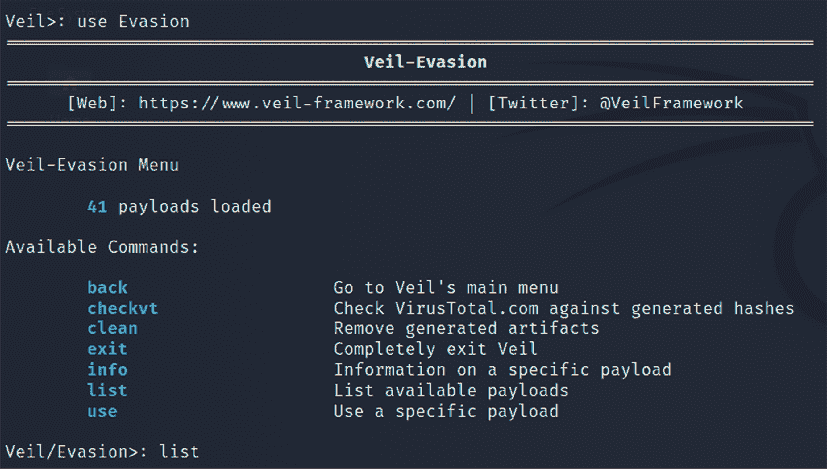 Veil>: use Evasion
Veil-Evasion
[Web]: https://www.veil-framework.com/ | [Twitter]: @VeilFramework
Veil-Evasion Menu
41 payloads loaded
Available Commands:
back Go to Veil's main menu
checkvt Check VirusTotal.com against generated hashes
clean Remove generated artifacts
exit Completely exit Veil
info Information on a specific payload
list List available payloads
use Use a specific payload
Veil/Evasion>: list